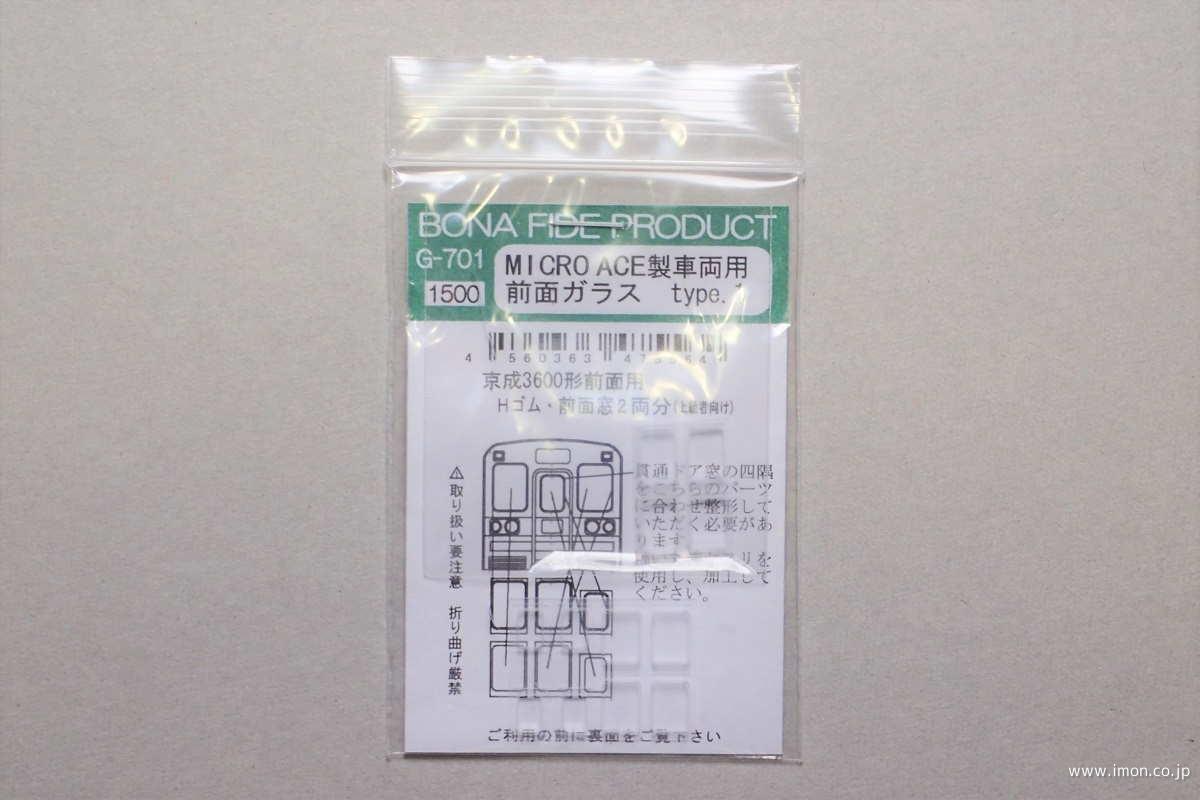 BONA FIDE PRODUCT
G-701
1500
MICRO ACE製車両用
前面ガラス type.1
4 560363
京成3600形前面用
Hゴム・前面窓2両分(上級者向け)
貫通ドア窓の四隅
をこちらのパーツ
に合わせ整形して
いただく必要があ
ります
使用し、加工して
ください。
⚠取り扱い要注意 折り曲げ厳禁
ご利用の前に裏面をご覧下さい
www.imon.co.jp